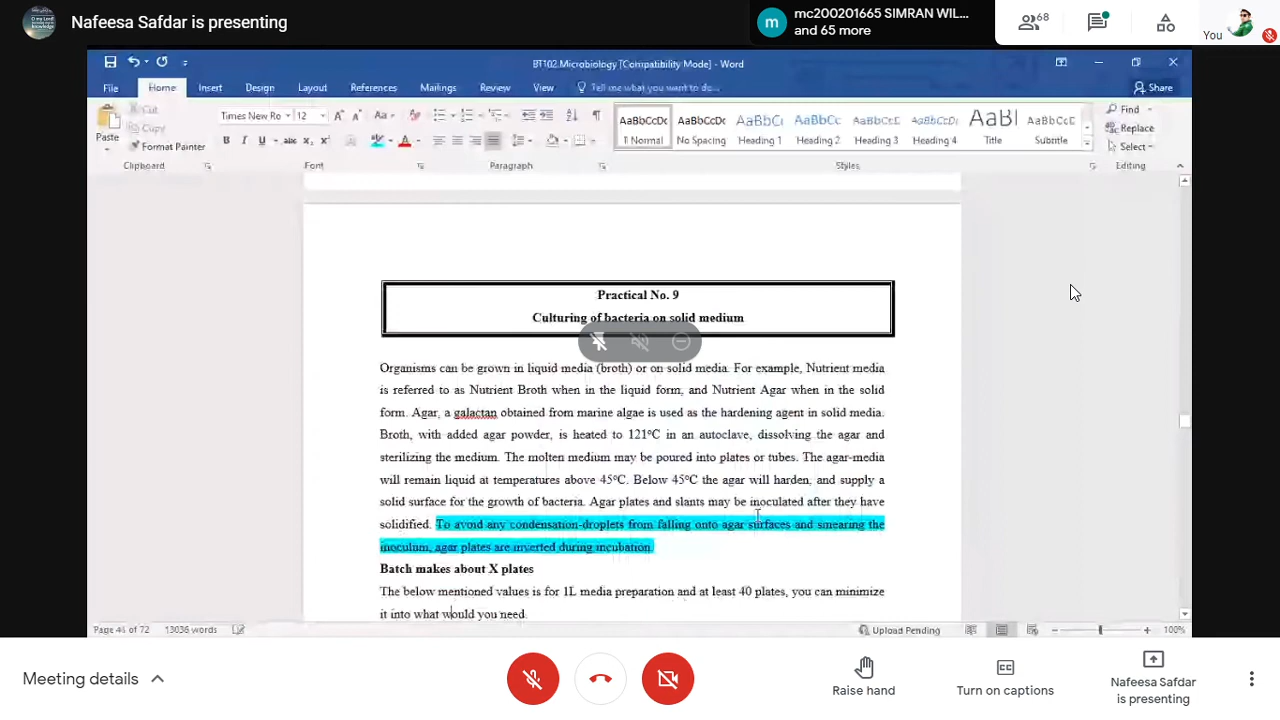 Nafeesa Safdar is presenting
mc200201665 SIMRAN WIL...
and 65 more
m
68
You
BT102.Microbiology [Compatibility Mode] - Word
File Home Insert Design Layout References Mailings Review View Tell me what you want to do... Share
Cut
Copy
Paste
Format Painter
Times New Ro 12
AaBbCcDc AaBbCcDc AaBbCc AaBbCc AaBbCcD AaBbCcDc AaBl AaBbCcD
¶ Normal No Spacing Heading 1 Heading 2 Heading 3 Heading 4 Title Subtitle
Find
Replace
Select
Clipboard Font Paragraph Styles Editing
Practical No. 9
Culturing of bacteria on solid medium
Organisms can be grown in liquid media (broth) or on solid media. For example, Nutrient media
is referred to as Nutrient Broth when in the liquid form, and Nutrient Agar when in the solid
form. Agar, a galactan obtained from marine algae is used as the hardening agent in solid media.
Broth, with added agar powder, is heated to 121ºC in an autoclave, dissolving the agar and
sterilizing the medium. The molten medium may be poured into plates or tubes. The agar-media
will remain liquid at temperatures above 45ºC. Below 45ºC the agar will harden, and supply a
solid surface for the growth of bacteria. Agar plates and slants may be inoculated after they have
solidified. To avoid any condensation-droplets from falling onto agar surfaces and smearing the
inoculum, agar plates are inverted during incubation.
Batch makes about X plates
The below mentioned values is for 1L media preparation and at least 40 plates, you can minimize
it into what would you need.
of 72 13036 words Upload Pending 100%
Meeting details
Raise hand
Turn on captions
Nafeesa Safdar
is presenting